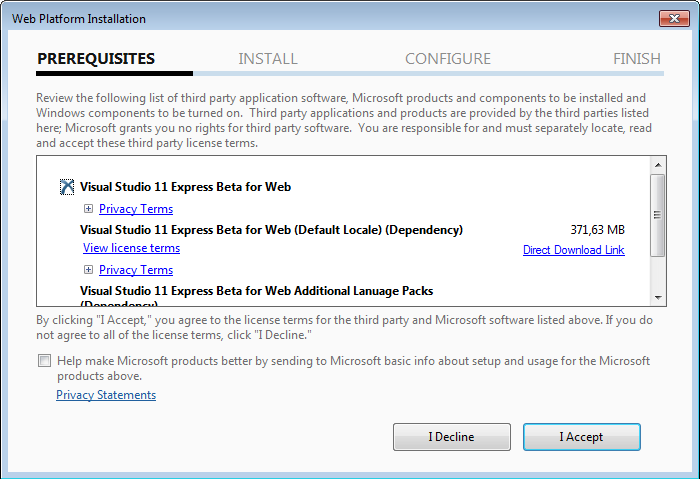 Web Platform Installation
PREREQUISITES INSTALL CONFIGURE FINISH
Review the following list of third party application software, Microsoft products and components to be installed and
Windows components to be turned on.  Third party applications and products are provided by the third parties listed
here; Microsoft grants you no rights for third party software.  You are responsible for and must separately locate, read
and accept these third party license terms.
Visual Studio 11 Express Beta for Web
Privacy Terms
Visual Studio 11 Express Beta for Web (Default Locale) (Dependency) 371,63 MB
View license terms Direct Download Link
Privacy Terms
Visual Studio 11 Express Beta for Web Additional Lanuage Packs
(Dependency)
By clicking "I Accept," you agree to the license terms for the third party and Microsoft software listed above. If you do
not agree to all of the license terms, click "I Decline."
Help make Microsoft products better by sending to Microsoft basic info about setup and usage for the Microsoft
products above.
Privacy Statements
I Decline I Accept